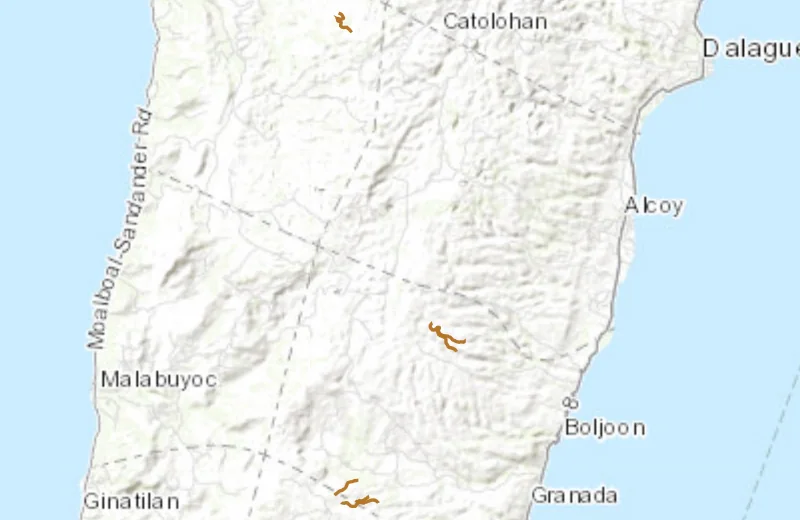 Catolohan
Dalague
Moalboal-Sandander-Rd
Alcoy
Malabuyoc
8
Boljoon
Ginatilan
Granada